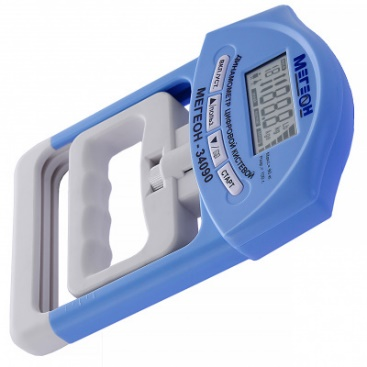 МЕГЕОН
ДИНАМОМЕТР ЦИФРОВОЙ КИСТЕВОЙ
МЕГЕОН - 34090
ВКЛ/УСТ.
СТАРТ